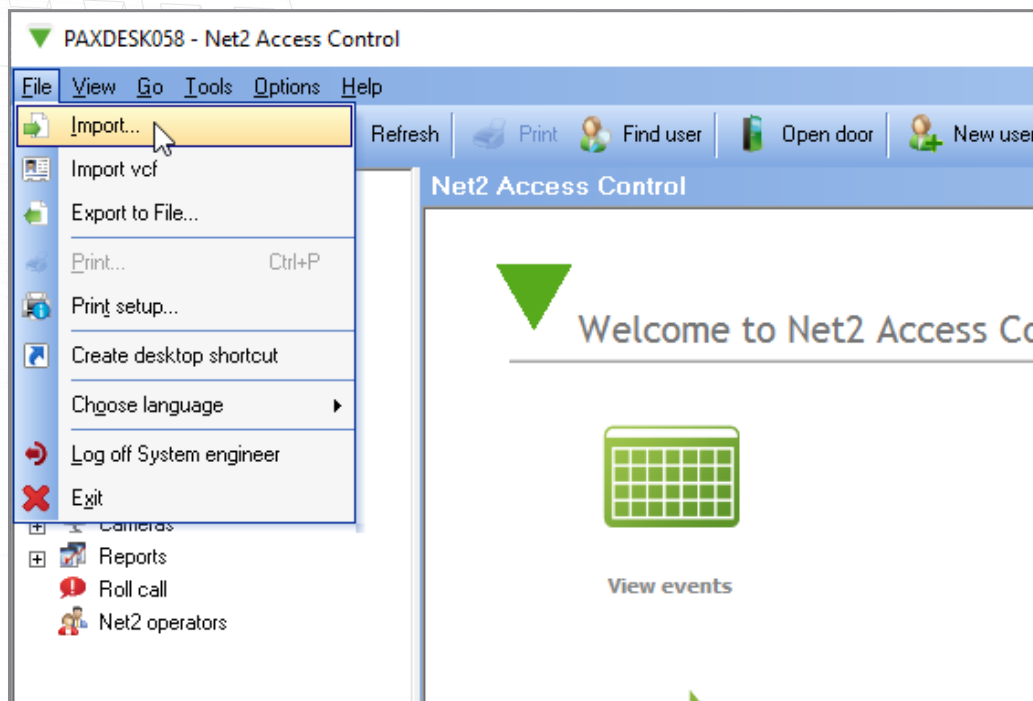 PAXDESK058 - Net2 Access Control
File View Go Tools Options Help
Refresh Print Find user Open door New user
Import...
Import vcf
Export to File...
Print... Ctrl+P
Print setup...
Create desktop shortcut
Choose language
Log off System engineer
Exit
Cameras
Reports
Roll call
Net2 operators
Net2 Access Control
Welcome to Net2 Access Co
View events